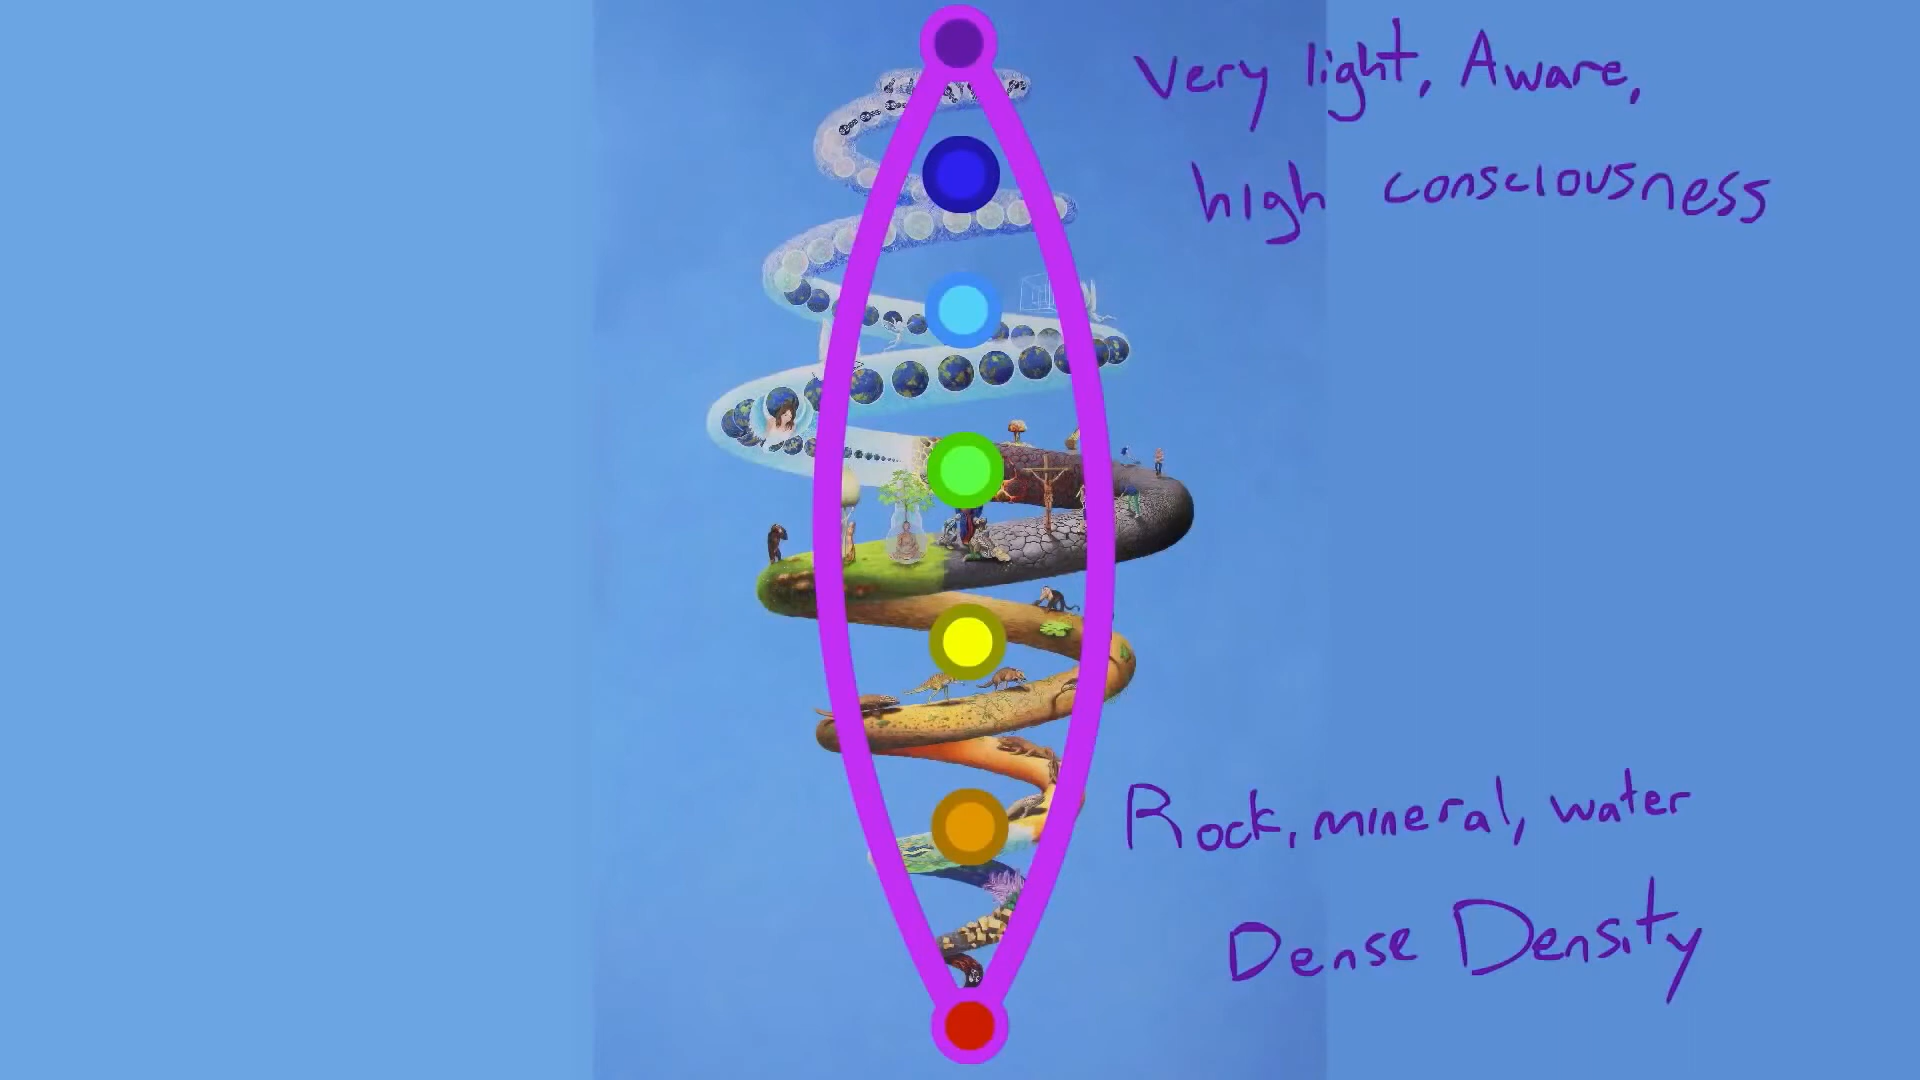 Very light, Aware,
high consciousness
Rock, mineral, water
Dense Density